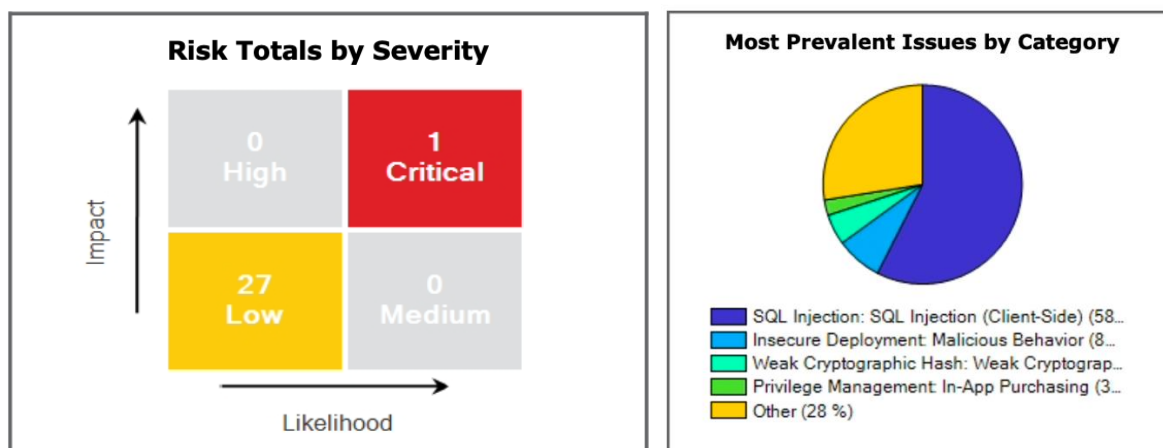 Risk Totals by Severity
0
High
1
Critical
27
Low
0
Medium
Impact
Likelihood
Most Prevalent Issues by Category
SQL Injection: SQL Injection (Client-Side) (58...
Insecure Deployment: Malicious Behavior (8...
Weak Cryptographic Hash: Weak Cryptograp...
Privilege Management: In-App Purchasing (3...
Other (28 %)